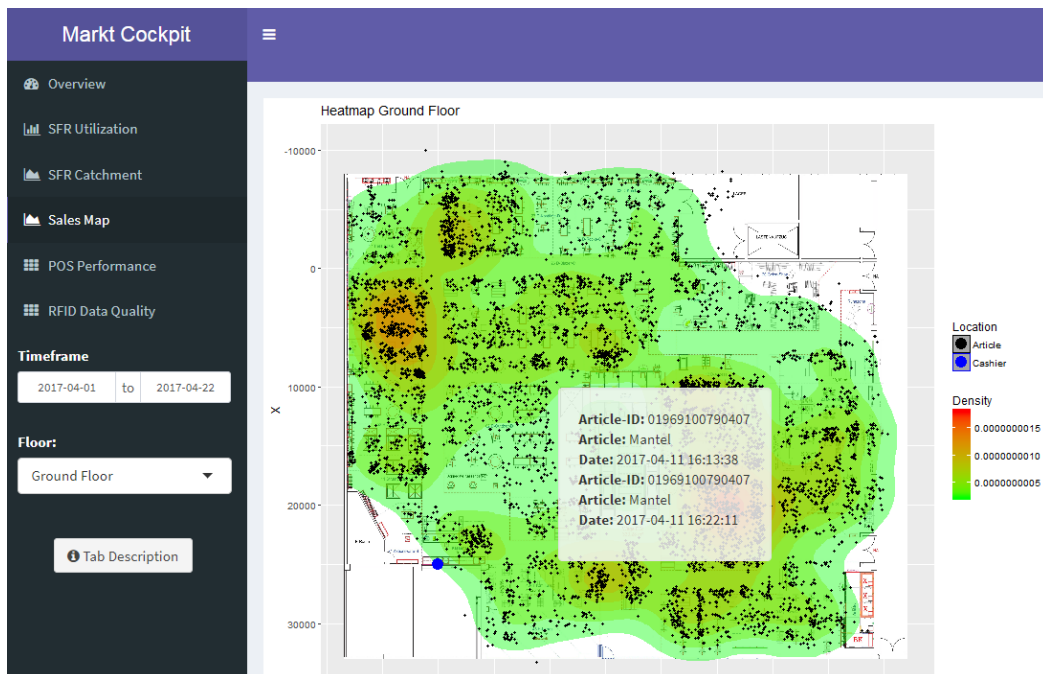 Markt Cockpit
Overview
SFR Utilization
SFR Catchment
Sales Map
POS Performance
RFID Data Quality
Timeframe
2017-04-01 to 2017-04-22
Floor:
Ground Floor
Tab Description
Heatmap Ground Floor
-10000
0
10000
20000
30000
X
Article-ID: 01969100790407
Article: Mantel
Date: 2017-04-11 16:13:38
Article-ID: 01969100790407
Article: Mantel
Date: 2017-04-11 16:22:11
Location
Article
Cashier
Density
0.0000000015
0.0000000010
0.0000000005